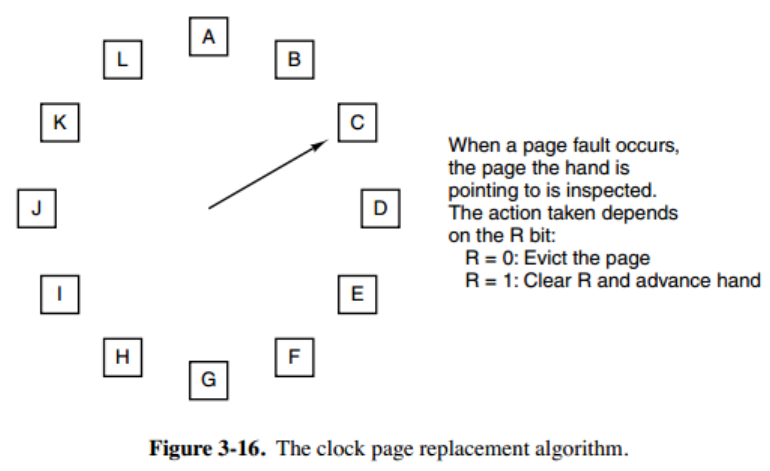 A
L
B
K
C
When a page fault occurs,
the page the hand is
pointing to is inspected.
The action taken depends
on the R bit:
R = 0: Evict the page
R = 1: Clear R and advance hand
J
D
I
E
H
F
G
Figure 3-16. The clock page replacement algorithm.